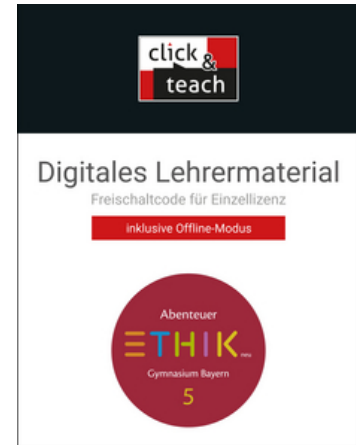 click &
teach
Digitales Lehrermaterial
Freischaltcode für Einzellizenz
inklusive Offline-Modus
Abenteuer
ETHIK neu
Gymnasium Bayern
5